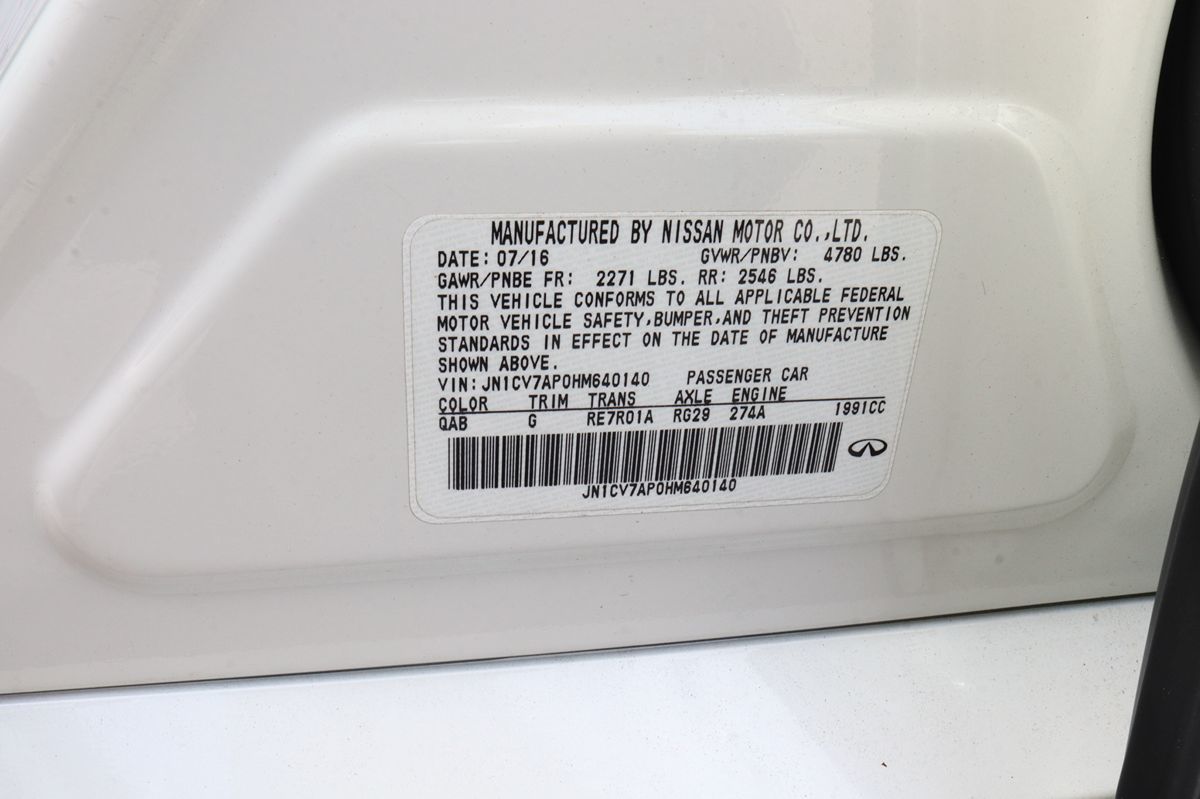 MANUFACTURED BY NISSAN MOTOR CO.,LTD.
DATE: 07/16 GVWR/PNBV: 4780 LBS.
GAWR/PNBE FR: 2271 LBS. RR: 2546 LBS.
THIS VEHICLE CONFORMS TO ALL APPLICABLE FEDERAL
MOTOR VEHICLE SAFETY,BUMPER,AND THEFT PREVENTION
STANDARDS IN EFFECT ON THE DATE OF MANUFACTURE
SHOWN ABOVE.
VIN:JN1CV7AP0HM640140 PASSENGER CAR
COLOR TRIM TRANS AXLE ENGINE
QAB G RE7R01A RG29 274A 1991CC
JN1CV7AP0HM640140